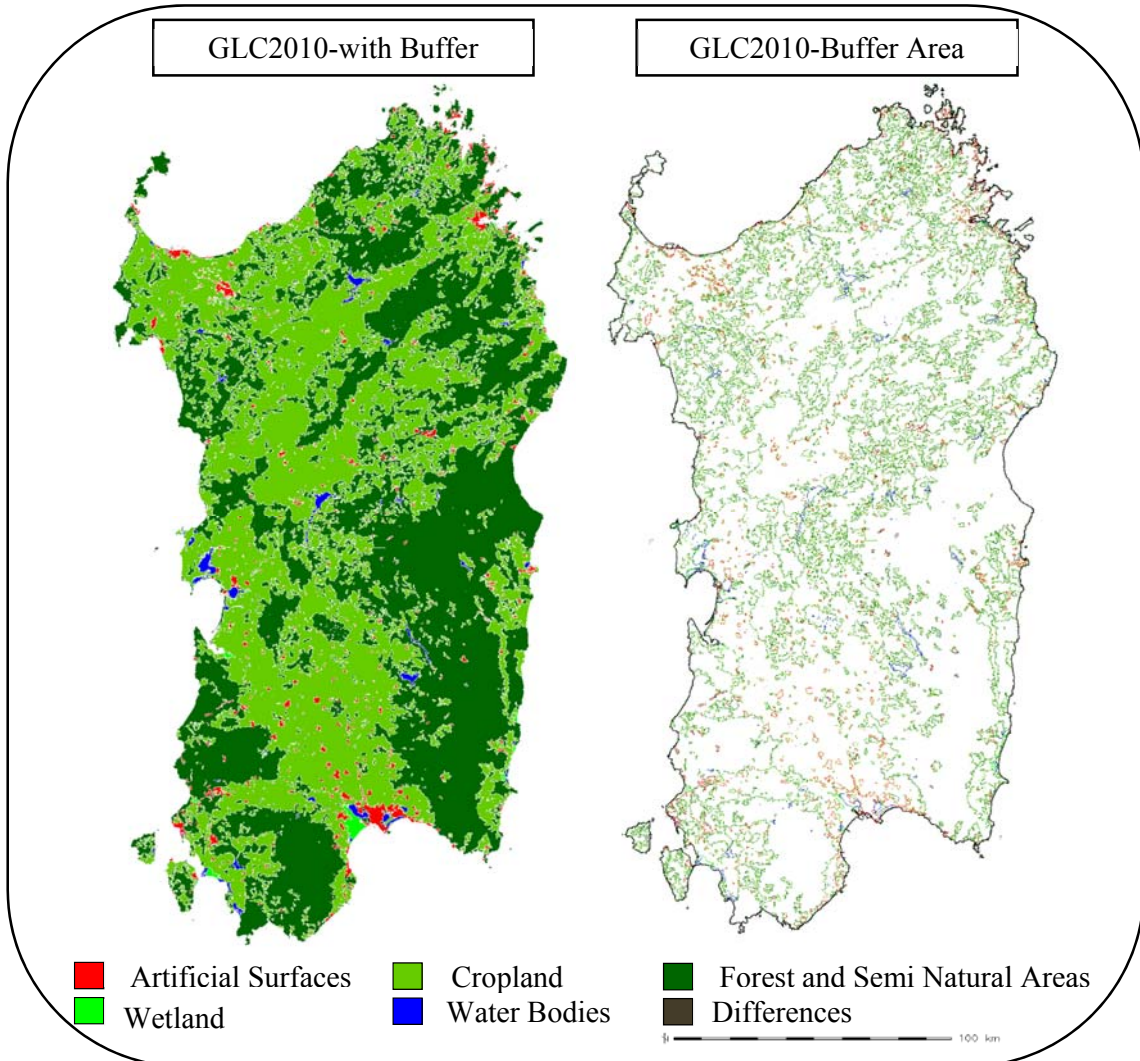 GLC2010-with Buffer
GLC2010-Buffer Area
Artificial Surfaces
Cropland
Forest and Semi Natural Areas
Wetland
Water Bodies
Differences
100 km